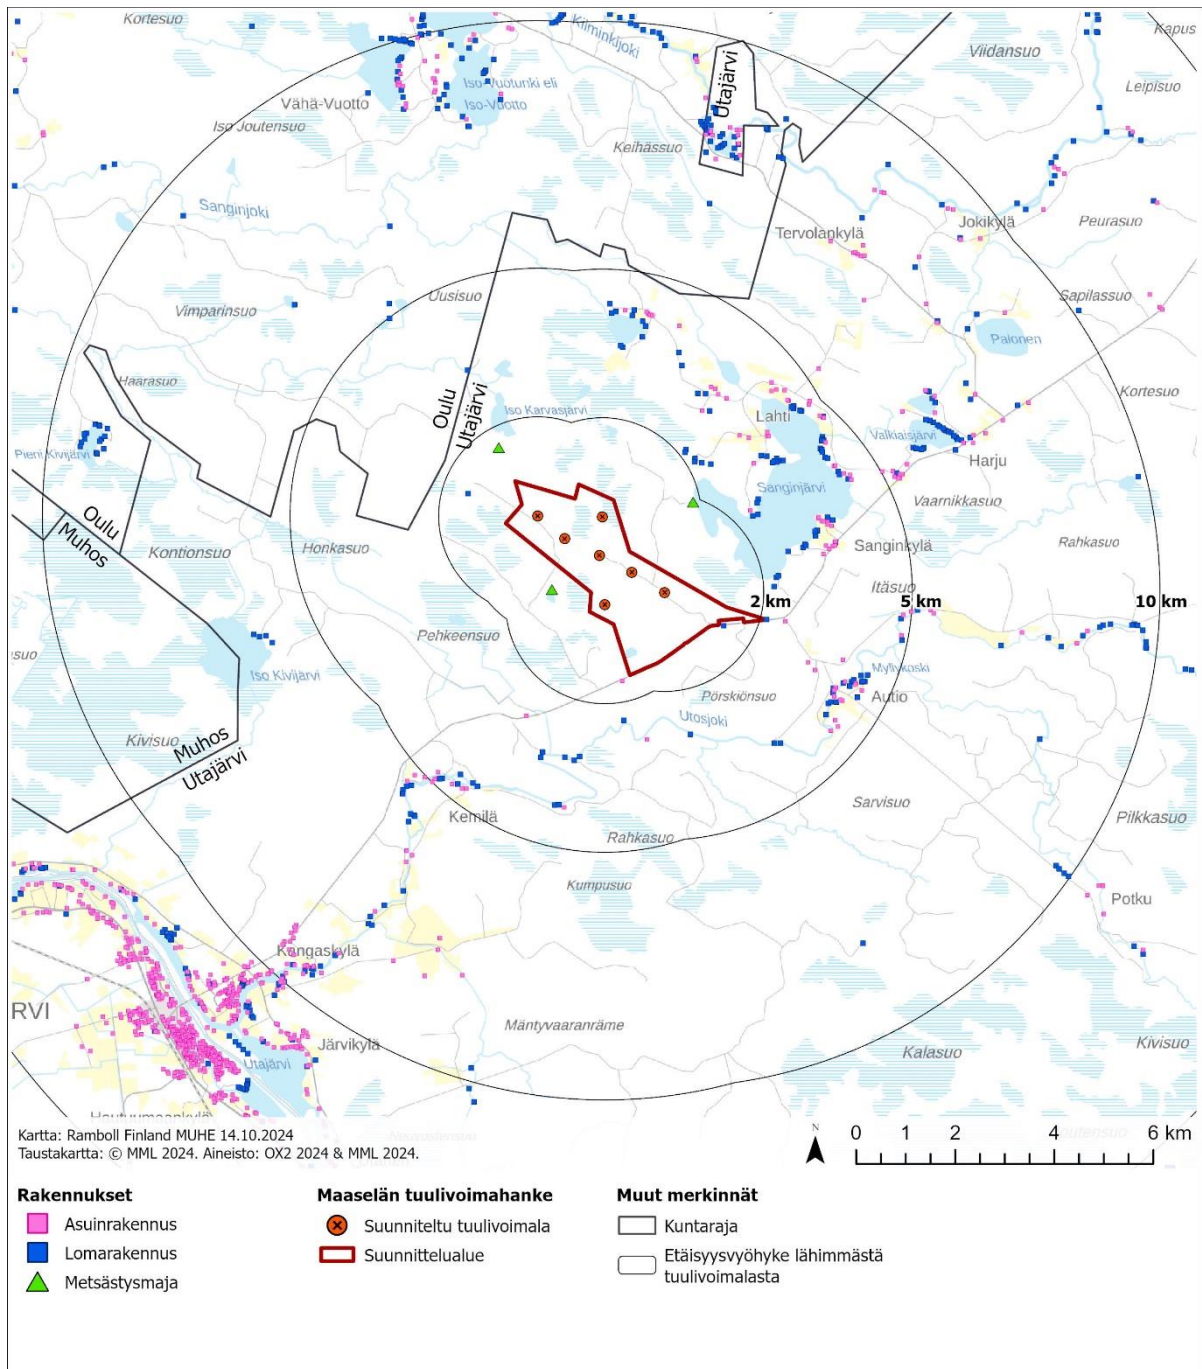 Kortesuo
Kiiminkijoki
Kapus
Viidansuo
Utajärvi
Iso-Vuotunki eli
Iso-Vuotto
Leipisuo
Vähä-Vuotto
Iso Joutensuo
Keihässuo
Sanginjoki
Tervolankylä
Jokikylä
Peurasuo
Uusisuo
Vimparinsuo
Sapilassuo
Palonen
Haarasuo
Oulu
Utajärvi
Iso Karvasjärvi
Kortesuo
Lahti
Valkiaisjärvi
Harju
Pieni Kivijärvi
Sanginjärvi
Vaarnikkasuo
Oulu
Muhos
Kontionsuo
Honkasuo
Sanginkylä
Rahkasuo
Itäsuo
2 km
5 km
10 km
Pehkeensuo
suo
Iso Kivijärvi
Myllykoski
Pörskiönsuo
Autio
Utosjoki
Kivisuo
Muhos
Utajärvi
Sarvisuo
Kemilä
Pilkkasuo
Rahkasuo
Kumpusuo
Potku
Kangaskylä
RVI
Mäntyvaaranräme
Järvikylä
Kalasuo
Kivisuo
Utajärvi
Hautuumaankylä
Kartta: Ramboll Finland MUHE 14.10.2024
Taustakartta: © MML 2024. Aineisto: OX2 2024 & MML 2024.
N
0 1 2 4 6 km
Rakennukset
Asuinrakennus
Lomarakennus
Metsästysmaja
Maaselän tuulivoimahanke
Suunniteltu tuulivoimala
Suunnittelualue
Muut merkinnät
Kuntaraja
Etäisyysvyöhyke lähimmästä
tuulivoimalasta